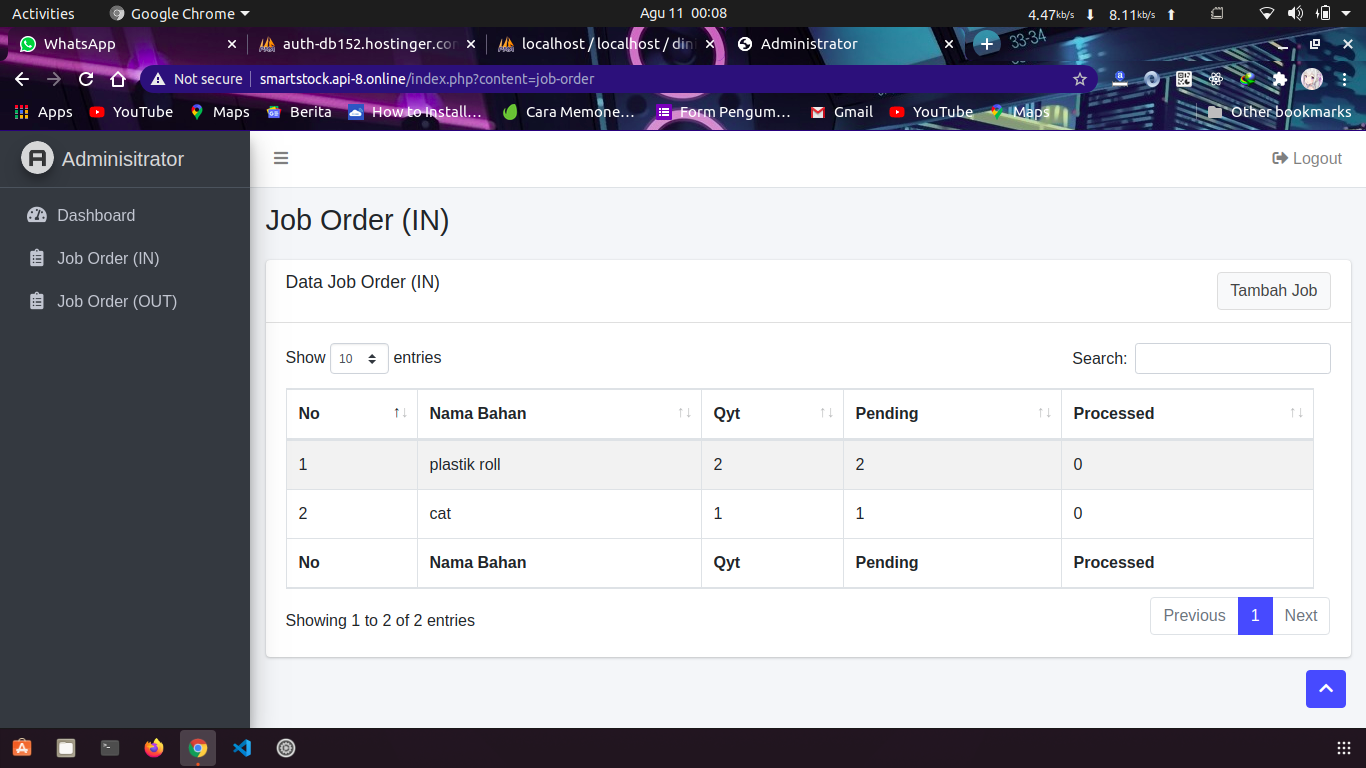 Activities Google Chrome Agu 11 00:08 4.47kb/s 8.11kb/s
WhatsApp auth-db152.hostinger.co localhost / localhost / din Administrator
Not secure smartstock.api-8.online/index.php?content=job-order
Apps YouTube Maps Berita How to Install… Cara Memone… Form Pengum… Gmail YouTube Maps Other bookmarks
33-34
Adminisitrator Logout
Dashboard
Job Order (IN)
Job Order (OUT)
Job Order (IN)
Data Job Order (IN) Tambah Job
Show 10 entries Search:
No Nama Bahan Qyt Pending Processed
1 plastik roll 2 2 0
2 cat 1 1 0
No Nama Bahan Qyt Pending Processed
Showing 1 to 2 of 2 entries Previous 1 Next